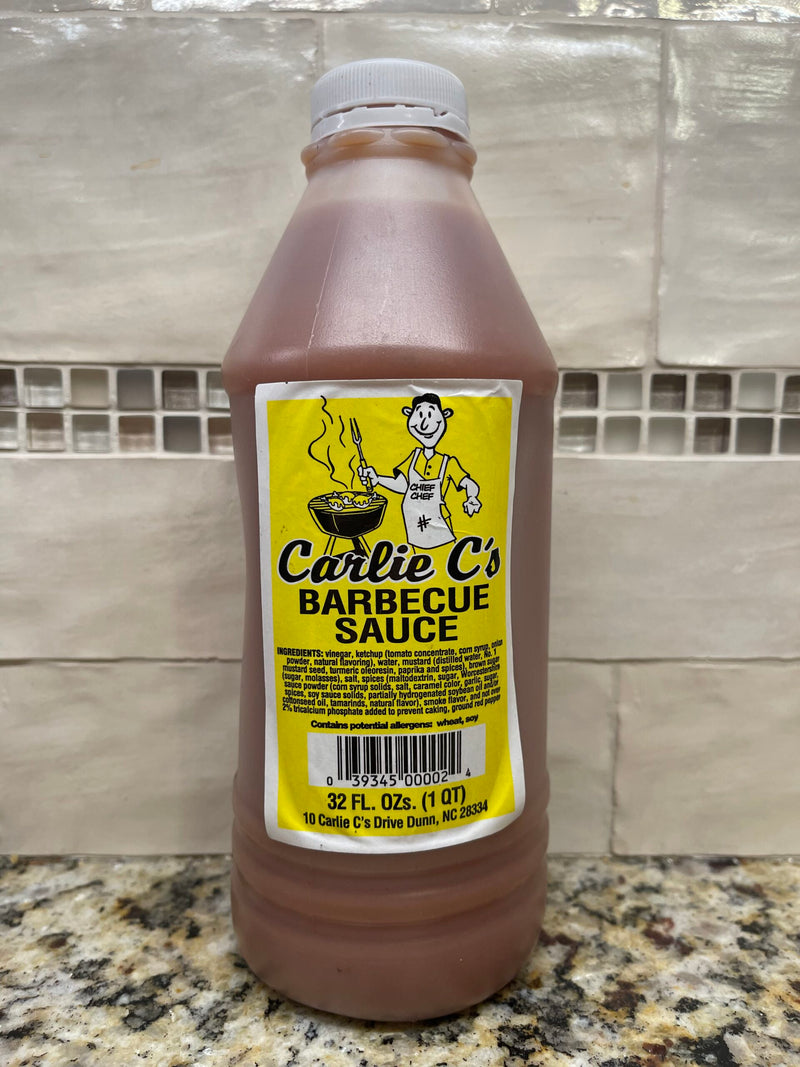 CHIEF
CHEF
Carlie C's
BARBECUE
SAUCE
INGREDIENTS: vinegar, ketchup (tomato concentrate, corn syrup, onion
powder, natural flavoring), water, mustard (distilled water, No. 1
mustard seed, turmeric oleoresin, paprika and spices), brown sugar
(sugar, molasses), salt, spices (maltodextrin, sugar, Worcestershire
sauce powder (corn syrup solids, salt, caramel color, garlic, sugar,
spices, soy sauce solids, partially hydrogenated soybean oil and/or
cottonseed oil, tamarinds, natural flavor), smoke flavor, and not over
2% tricalcium phosphate added to prevent caking, ground red pepper
Contains potential allergens: wheat, soy
0 39345 00002 4
32 FL. OZs. (1 QT)
10 Carlie C's Drive Dunn, NC 28334